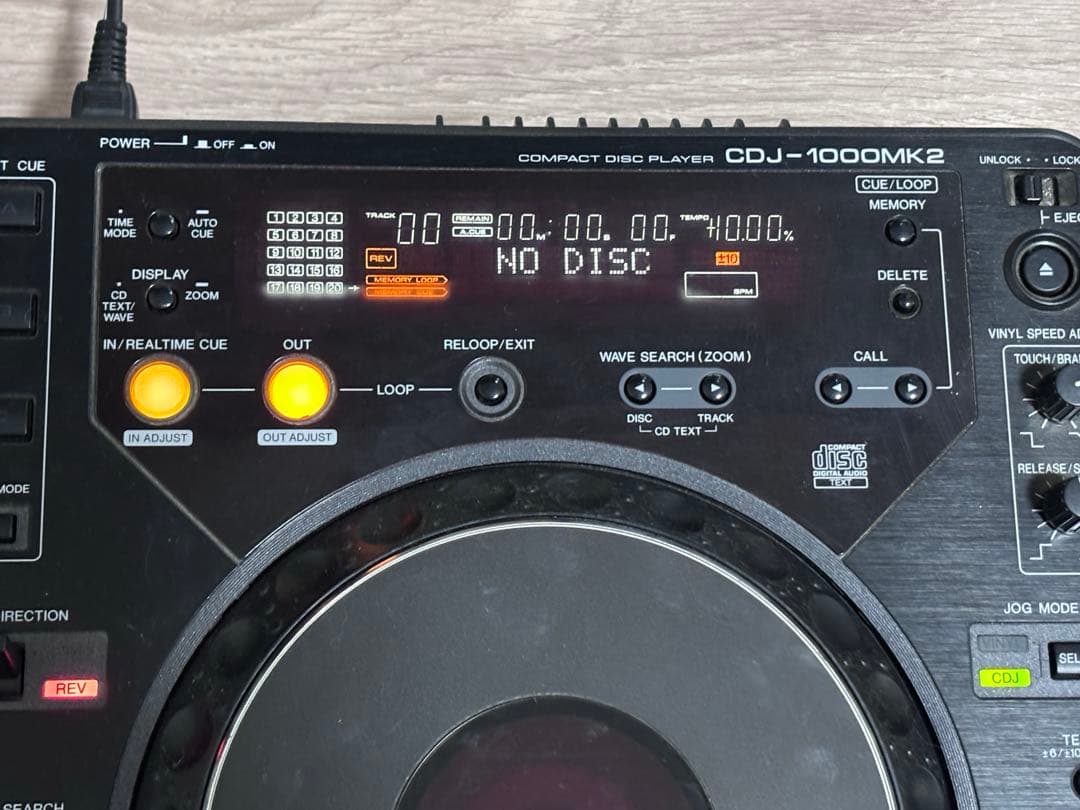 POWER OFF ON
COMPACT DISC PLAYER CDJ-1000MK2
T CUE
UNLOCK LOCK
EJEC
TIME MODE
AUTO CUE
DISPLAY
CD TEXT/WAVE
ZOOM
1 2 3 4
5 6 7 8
9 10 11 12
13 14 15 16
17 18 19 20
TRACK 00 REMAIN A.CUE 00M:00S 00F TEMPO +10.00%
REV
NO DISC
±10
MEMORY LOOP
MEMORY CUE
BPM
CUE/LOOP
MEMORY
DELETE
IN/REALTIME CUE
OUT
RELOOP/EXIT
LOOP
IN ADJUST
OUT ADJUST
WAVE SEARCH (ZOOM)
DISC TRACK
CD TEXT
CALL
COMPACT
disc
DIGITAL AUDIO
TEXT
VINYL SPEED AD
TOUCH/BRA
RELEASE/S
MODE
IRECTION
REV
JOG MODE
CDJ
SEL
TE
±6/±10
SEARCH